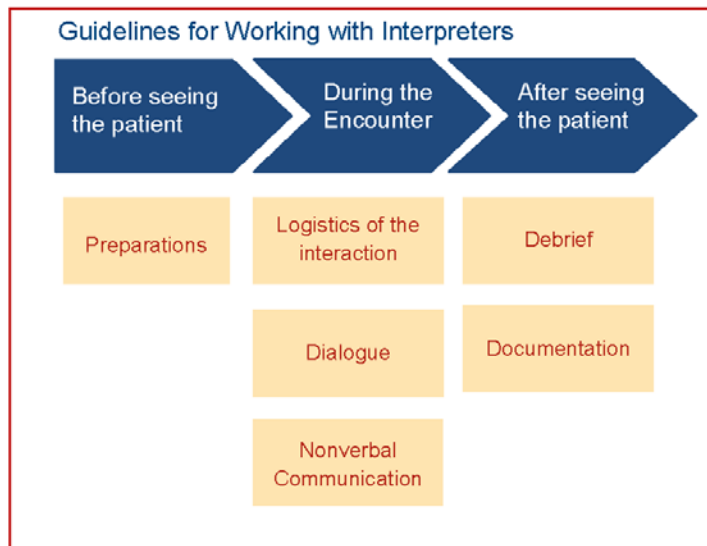 Guidelines for Working with Interpreters
Before seeing
the patient
During the
Encounter
After seeing
the patient
Preparations
Logistics of the
interaction
Debrief
Dialogue
Documentation
Nonverbal
Communication